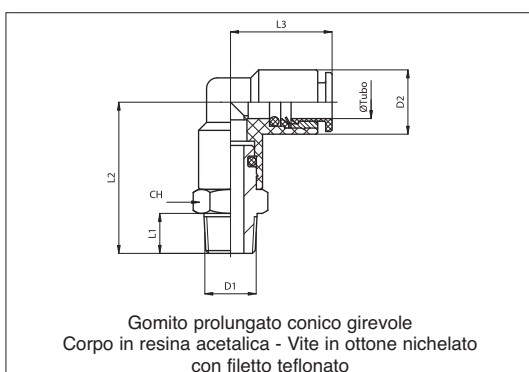 L3
ØTubo
D2
L2
CH
L1
D1
Gomito prolungato conico girevole
Corpo in resina acetalica - Vite in ottone nichelato
con filetto teflonato